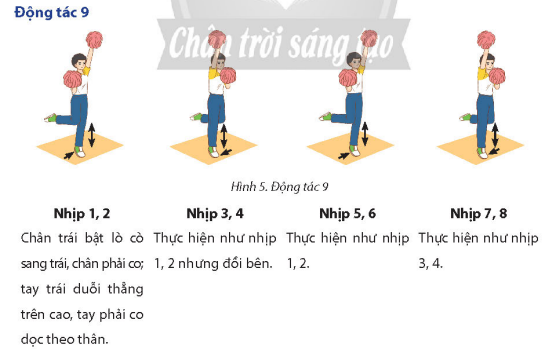 Động tác 9
Chân trời sáng tạo
Hình 5. Động tác 9
Nhịp 1, 2
Chân trái bật lò cò
sang trái, chân phải co;
tay trái duỗi thẳng
trên cao, tay phải co
dọc theo thân.
Nhịp 3, 4
Thực hiện như nhịp
1, 2 nhưng đổi bên.
Nhịp 5, 6
Thực hiện như nhịp
1, 2.
Nhịp 7, 8
Thực hiện như nhịp
3, 4.